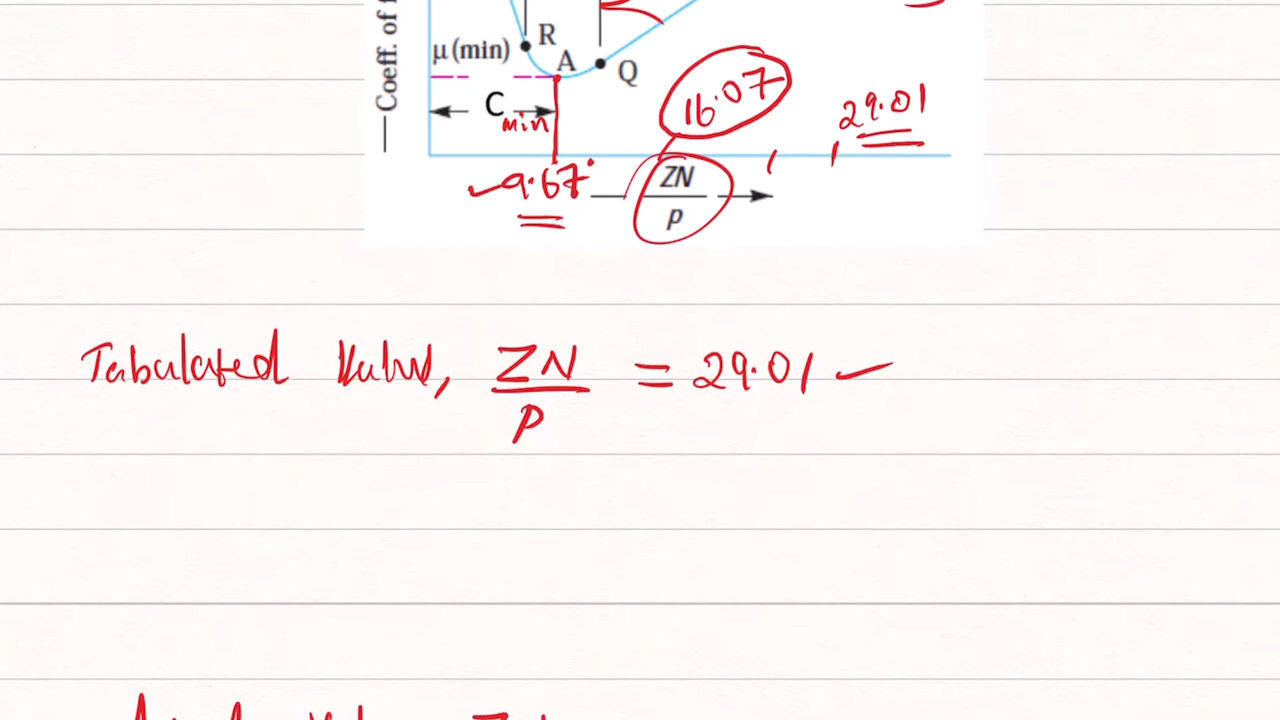 Coeff. of
R
μ(min)
A
Q
16.07
C
min
29.01
9.67
ZN
p
Tabulated Value, ZN = 29.01
p